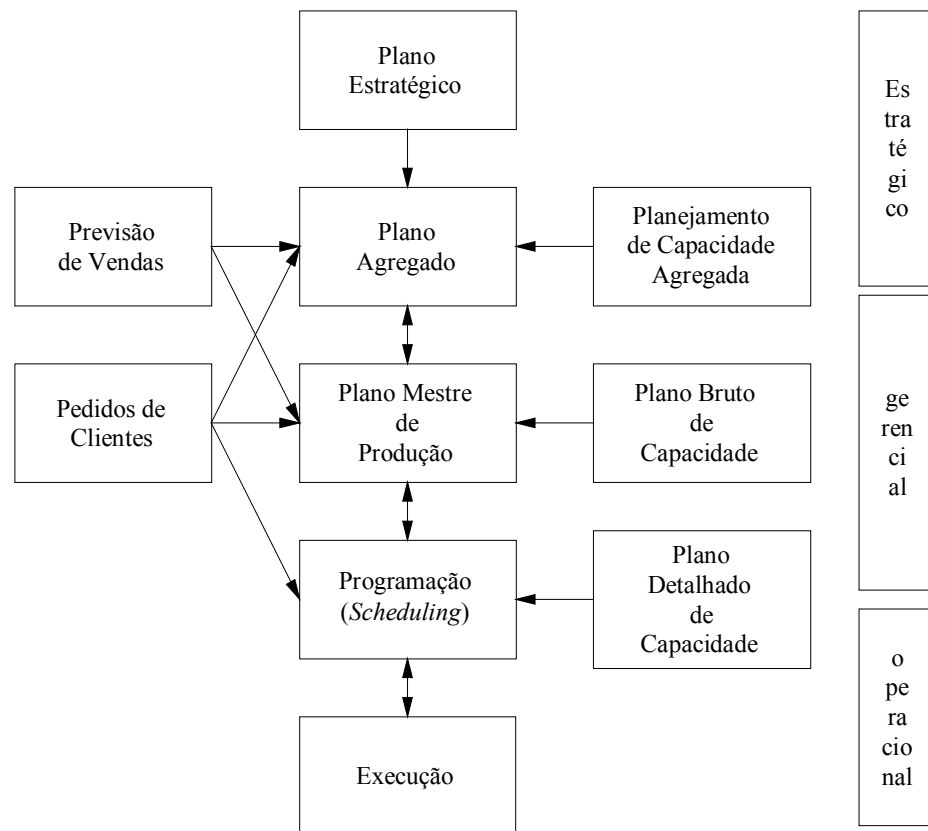 Plano
Estratégico
Previsão
de Vendas
Plano
Agregado
Planejamento
de Capacidade
Agregada
Pedidos de
Clientes
Plano Mestre
de
Produção
Plano Bruto
de
Capacidade
Programação
(Scheduling)
Plano
Detalhado
de
Capacidade
Execução
Es
tra
té
gi
co
ge
ren
ci
al
o
pe
ra
cio
nal